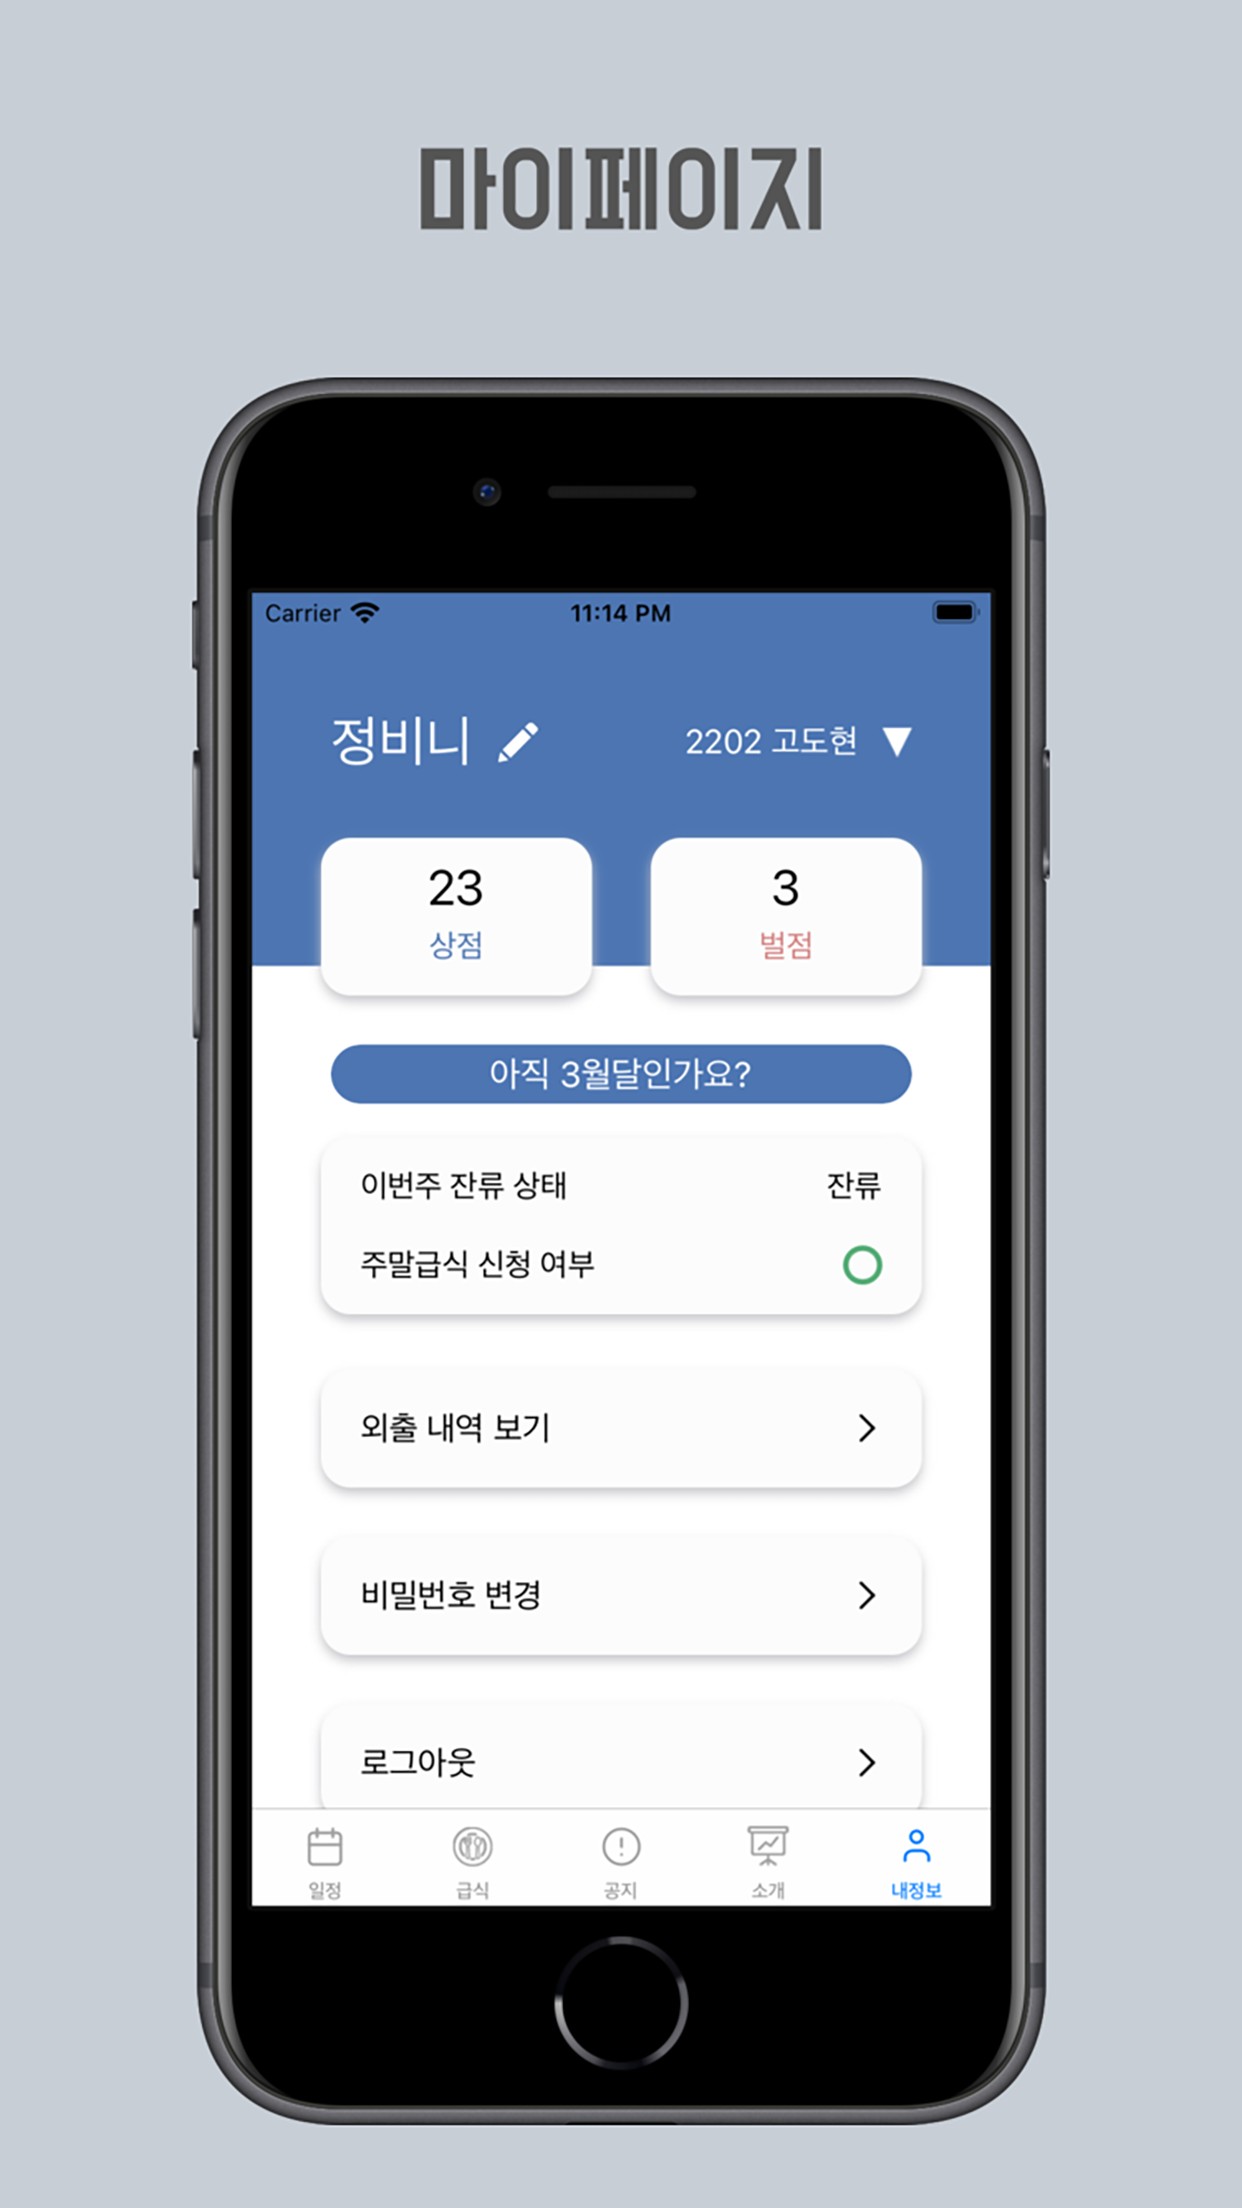 마이페이지
Carrier 11:14 PM
정비니 2202 고도현 ▼
23 3
상점 벌점
아직 3월달인가요?
이번주 잔류 상태 잔류
주말급식 신청 여부
외출 내역 보기
비밀번호 변경
로그아웃
일정 급식 공지 소개 내정보